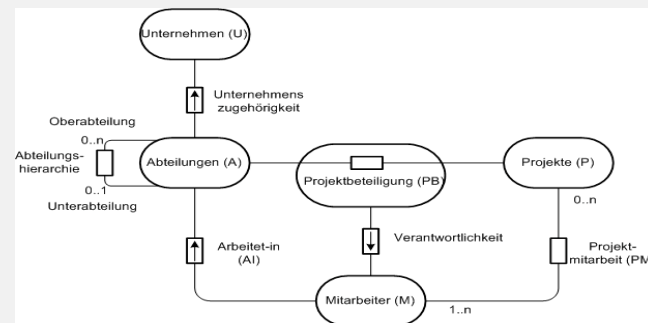 Unternehmen (U)
Unternehmens
zugehörigkeit
Oberabteilung
0..n
Abteilungs-
hierarchie
Abteilungen (A)
0..1
Unterabteilung
Projektbeteiligung (PB)
Projekte (P)
0..n
Arbeitet-in
(AI)
Verantwortlichkeit
Projekt-
mitarbeit (PM
Mitarbeiter (M)
1..n